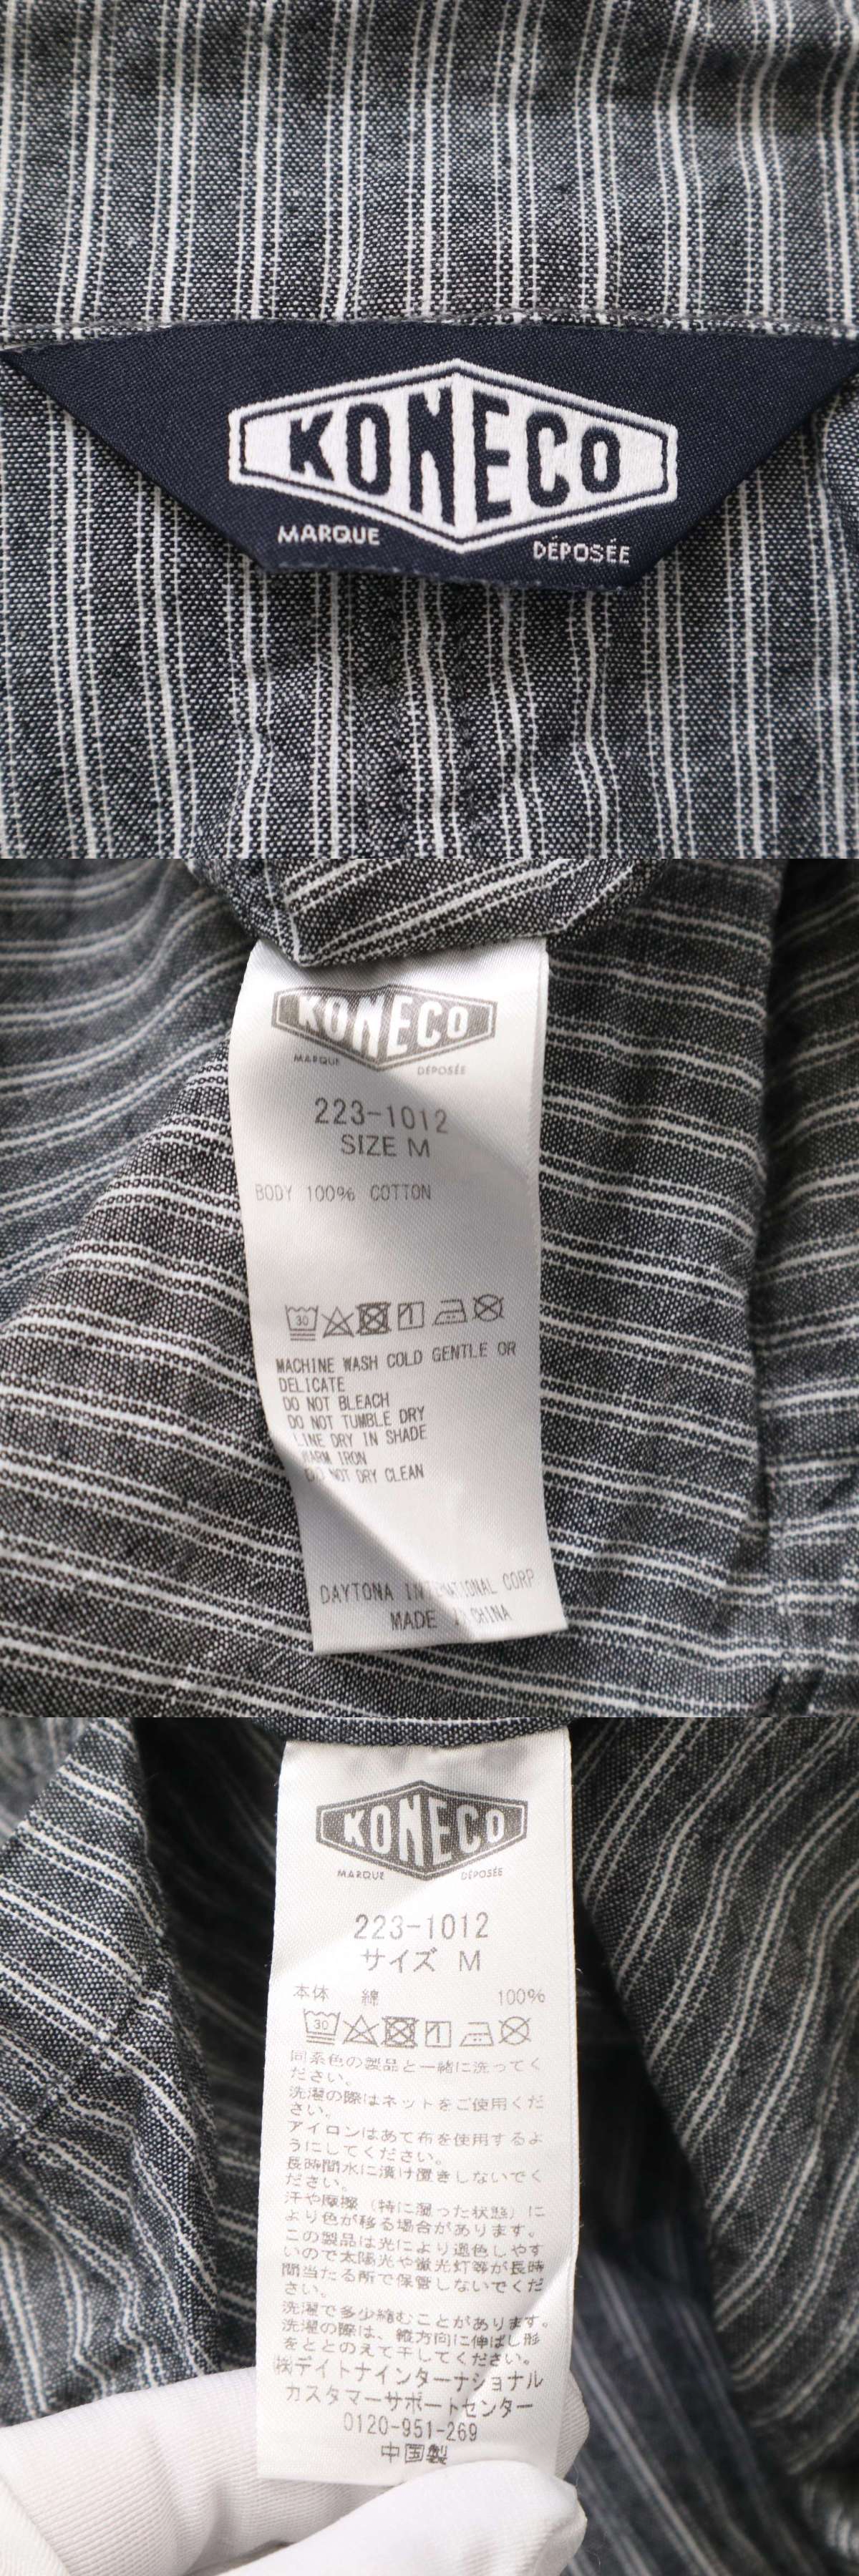 KONECO
MARQUE
DÉPOSÉE
KONECO
MARQUE
DÉPOSÉE
223-1012
SIZE M
BODY 100% COTTON
30
MACHINE WASH COLD GENTLE OR
DELICATE
DO NOT BLEACH
DO NOT TUMBLE DRY
LINE DRY IN SHADE
WARM IRON
DO NOT DRY CLEAN
DAYTONA INTERNATIONAL CORP
MADE IN CHINA
KONECO
MARQUE
DÉPOSÉE
223-1012
サイズ M
本体 綿 100%
30
同系色の製品と一緒に洗ってく
ださい。
洗濯の際はネットをご使用くだ
さい。
アイロンはあて布を使用するよ
うにしてください。
長時間水に漬け置きしないでく
ださい。
汗や摩擦（特に湿った状態）に
より色が移る場合があります。
この製品は光により退色しやす
いので太陽光や蛍光灯等が長時
間当たる所で保管しないでくだ
さい。
洗濯で多少縮むことがあります。
洗濯の際は、縦方向に伸ばし形
をととのえて干してください。
㈱デイトナインターナショナル
カスタマーサポートセンター
0120-951-269
中国製